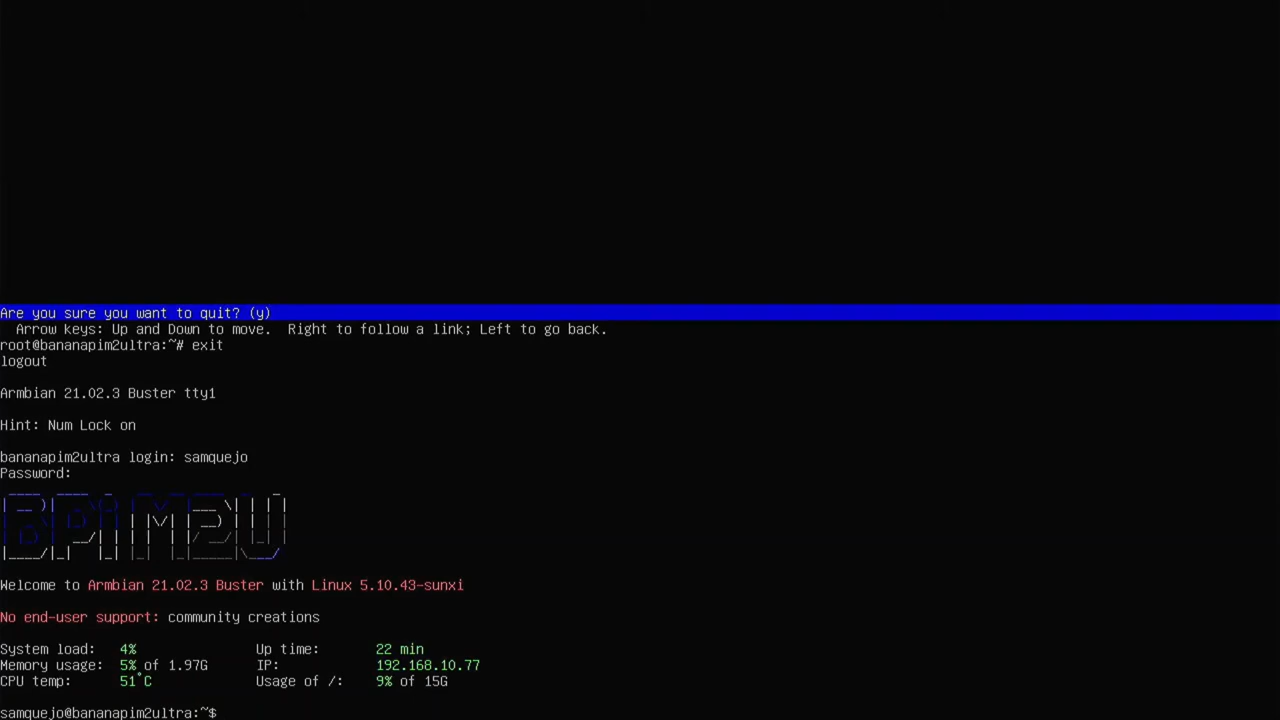 Are you sure you want to quit? (y)
  Arrow keys: Up and Down to move.  Right to follow a link; Left to go back.
root@bananapim2ultra:~# exit
logout
Armbian 21.02.3 Buster tty1
Hint: Num Lock on
bananapim2ultra login: samquejo
Password:
BPi M2U
Welcome to Armbian 21.02.3 Buster with Linux 5.10.43-sunxi
No end-user support: community creations
System load:   4%               Up time:       22 min
Memory usage:  5% of 1.97G      IP:            192.168.10.77
CPU temp:      51°C             Usage of /:    9% of 15G
samquejo@bananapim2ultra:~$